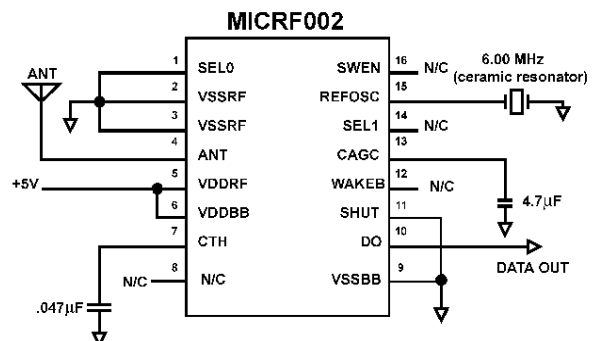 MICRF002
ANT
+5V
.047µF
N/C
1 SEL0
2 VSSRF
3 VSSRF
4 ANT
5 VDDRF
6 VDDBB
7 CTH
8 N/C
SWEN 16 N/C
REFOSC 15
SEL1 14 N/C
CAGC 13
WAKEB 12 N/C
SHUT 11
DO 10
VSSBB 9
6.00 MHz
(ceramic resonator)
4.7µF
DATA OUT